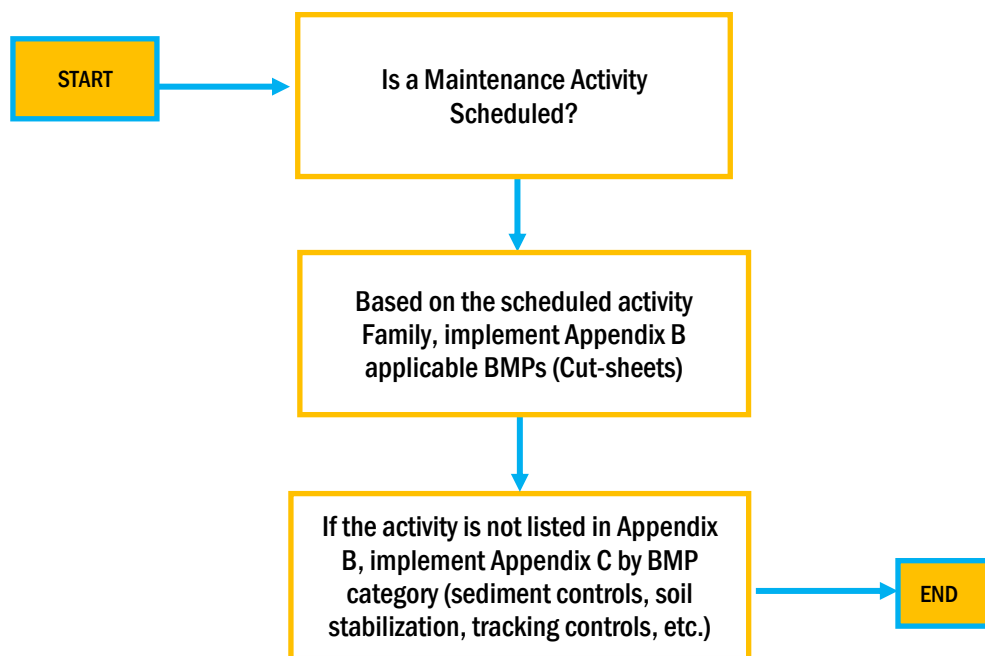 START
Is a Maintenance Activity
Scheduled?
Based on the scheduled activity
Family, implement Appendix B
applicable BMPs (Cut-sheets)
If the activity is not listed in Appendix
B, implement Appendix C by BMP
category (sediment controls, soil
stabilization, tracking controls, etc.)
END